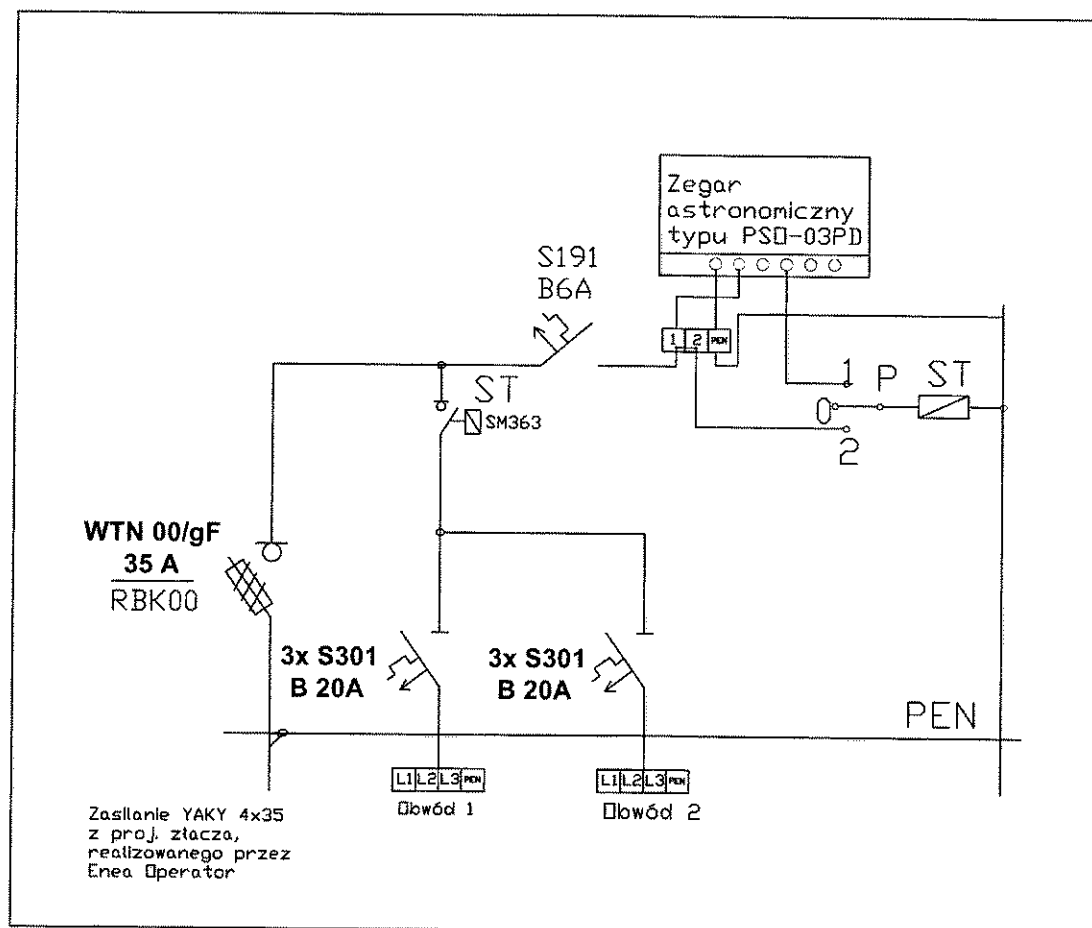 Zegar
astronomiczny
typu PSO-03PD
S191
B6A
1 2 PEN
ST
SM363
1
P
ST
0
2
WTN 00/gF
35 A
RBK00
3x S301
B 20A
3x S301
B 20A
PEN
L1 L2 L3 PEN
Obwód 1
L1 L2 L3 PEN
Obwód 2
Zasilanie YAKY 4x35
z proj. złącza,
realizowanego przez
Enea Operator